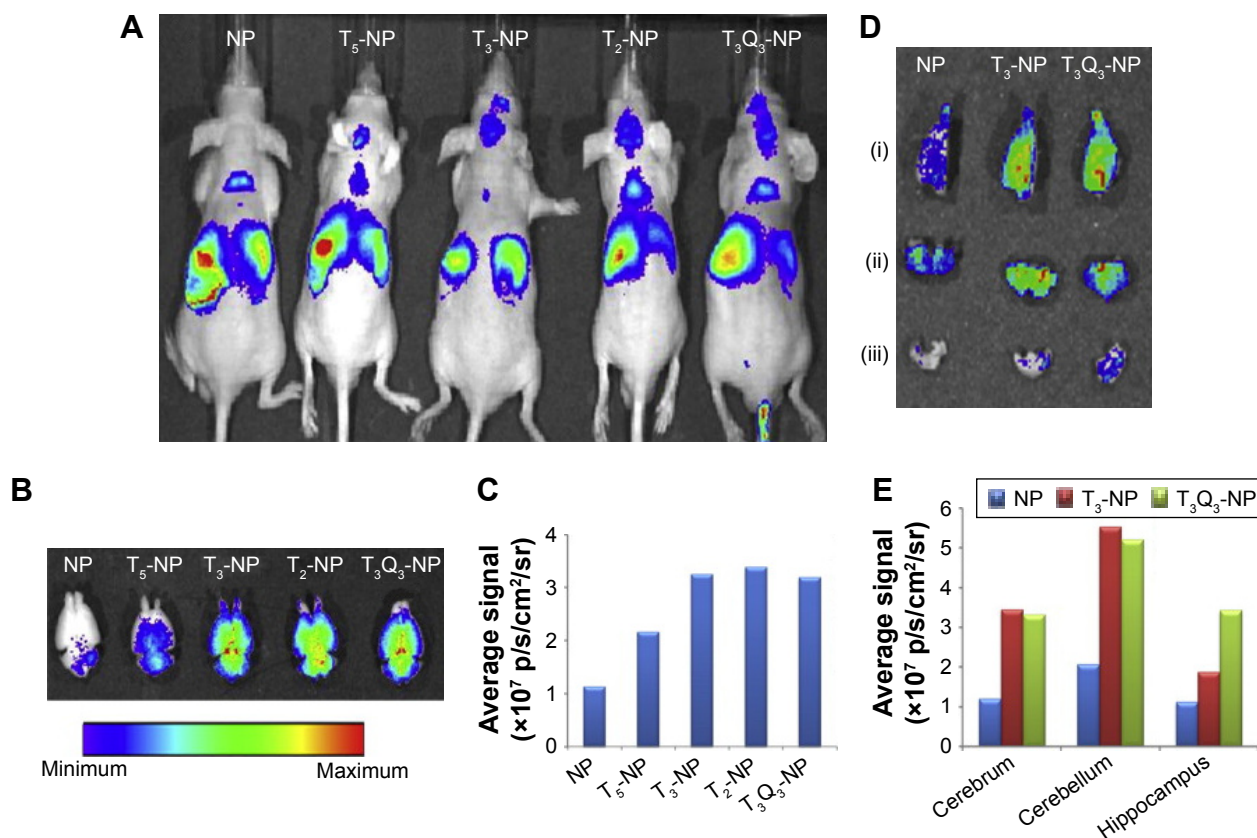 A
NP
T₅-NP
T₃-NP
T₂-NP
T₃Q₃-NP
B
NP
T₅-NP
T₃-NP
T₂-NP
T₃Q₃-NP
Minimum
Maximum
C
Average signal
(×10⁷ p/s/cm²/sr)
4
3
2
1
0
NP
T₅-NP
T₃-NP
T₂-NP
T₃Q₃-NP
D
NP
T₃-NP
T₃Q₃-NP
(i)
(ii)
(iii)
E
NP
T₃-NP
T₃Q₃-NP
Average signal
(×10⁷ p/s/cm²/sr)
6
5
4
3
2
1
0
Cerebrum
Cerebellum
Hippocampus